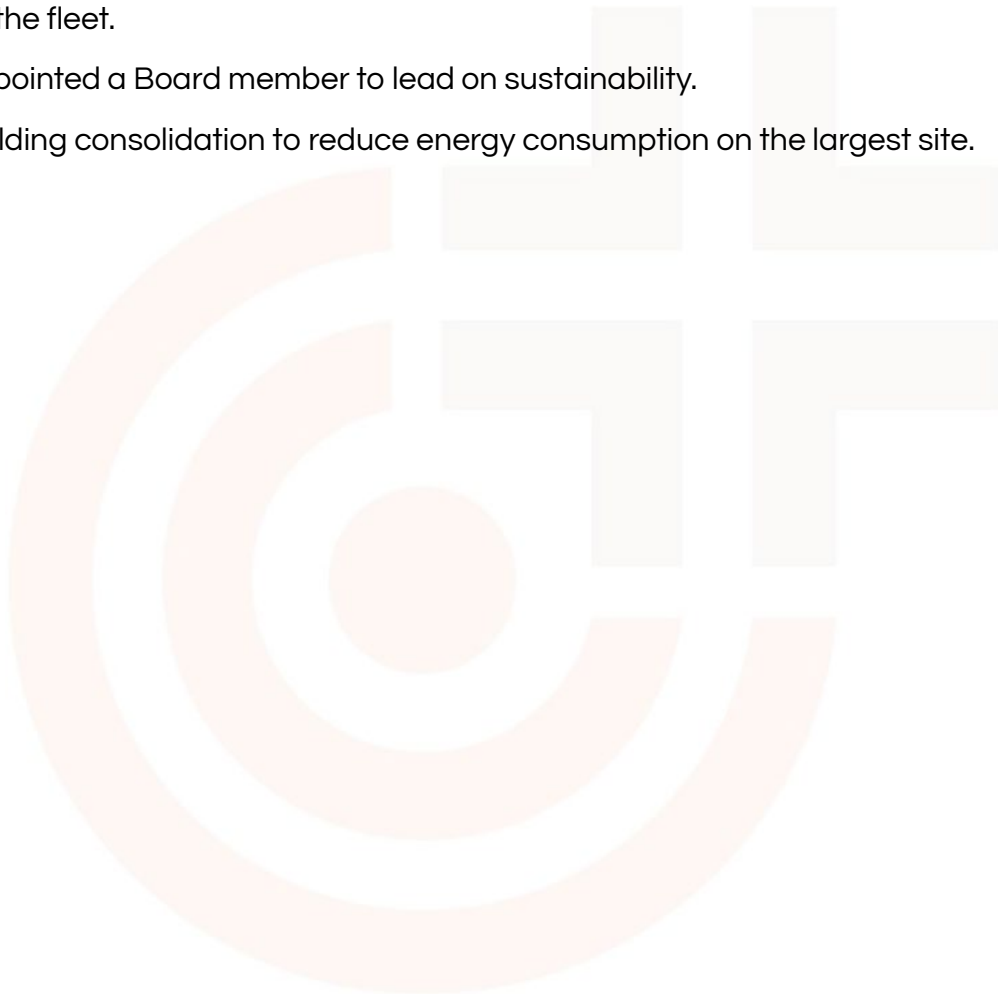 the fleet.
pointed a Board member to lead on sustainability.
lding consolidation to reduce energy consumption on the largest site.